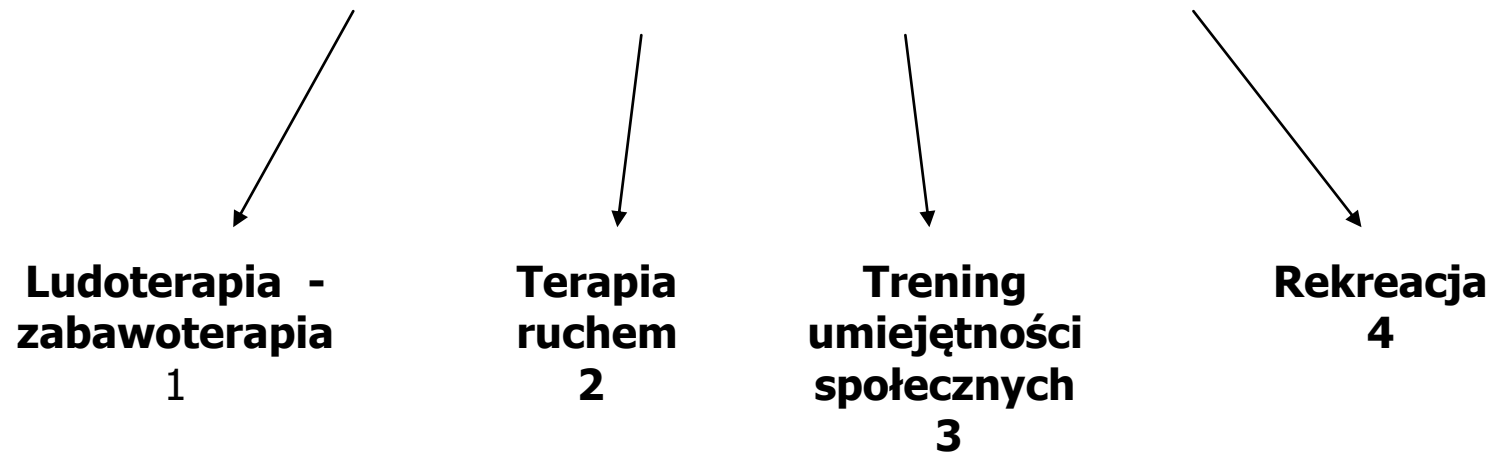 Ludoterapia -
zabawoterapia
1
Terapia
ruchem
2
Trening
umiejętności
społecznych
3
Rekreacja
4